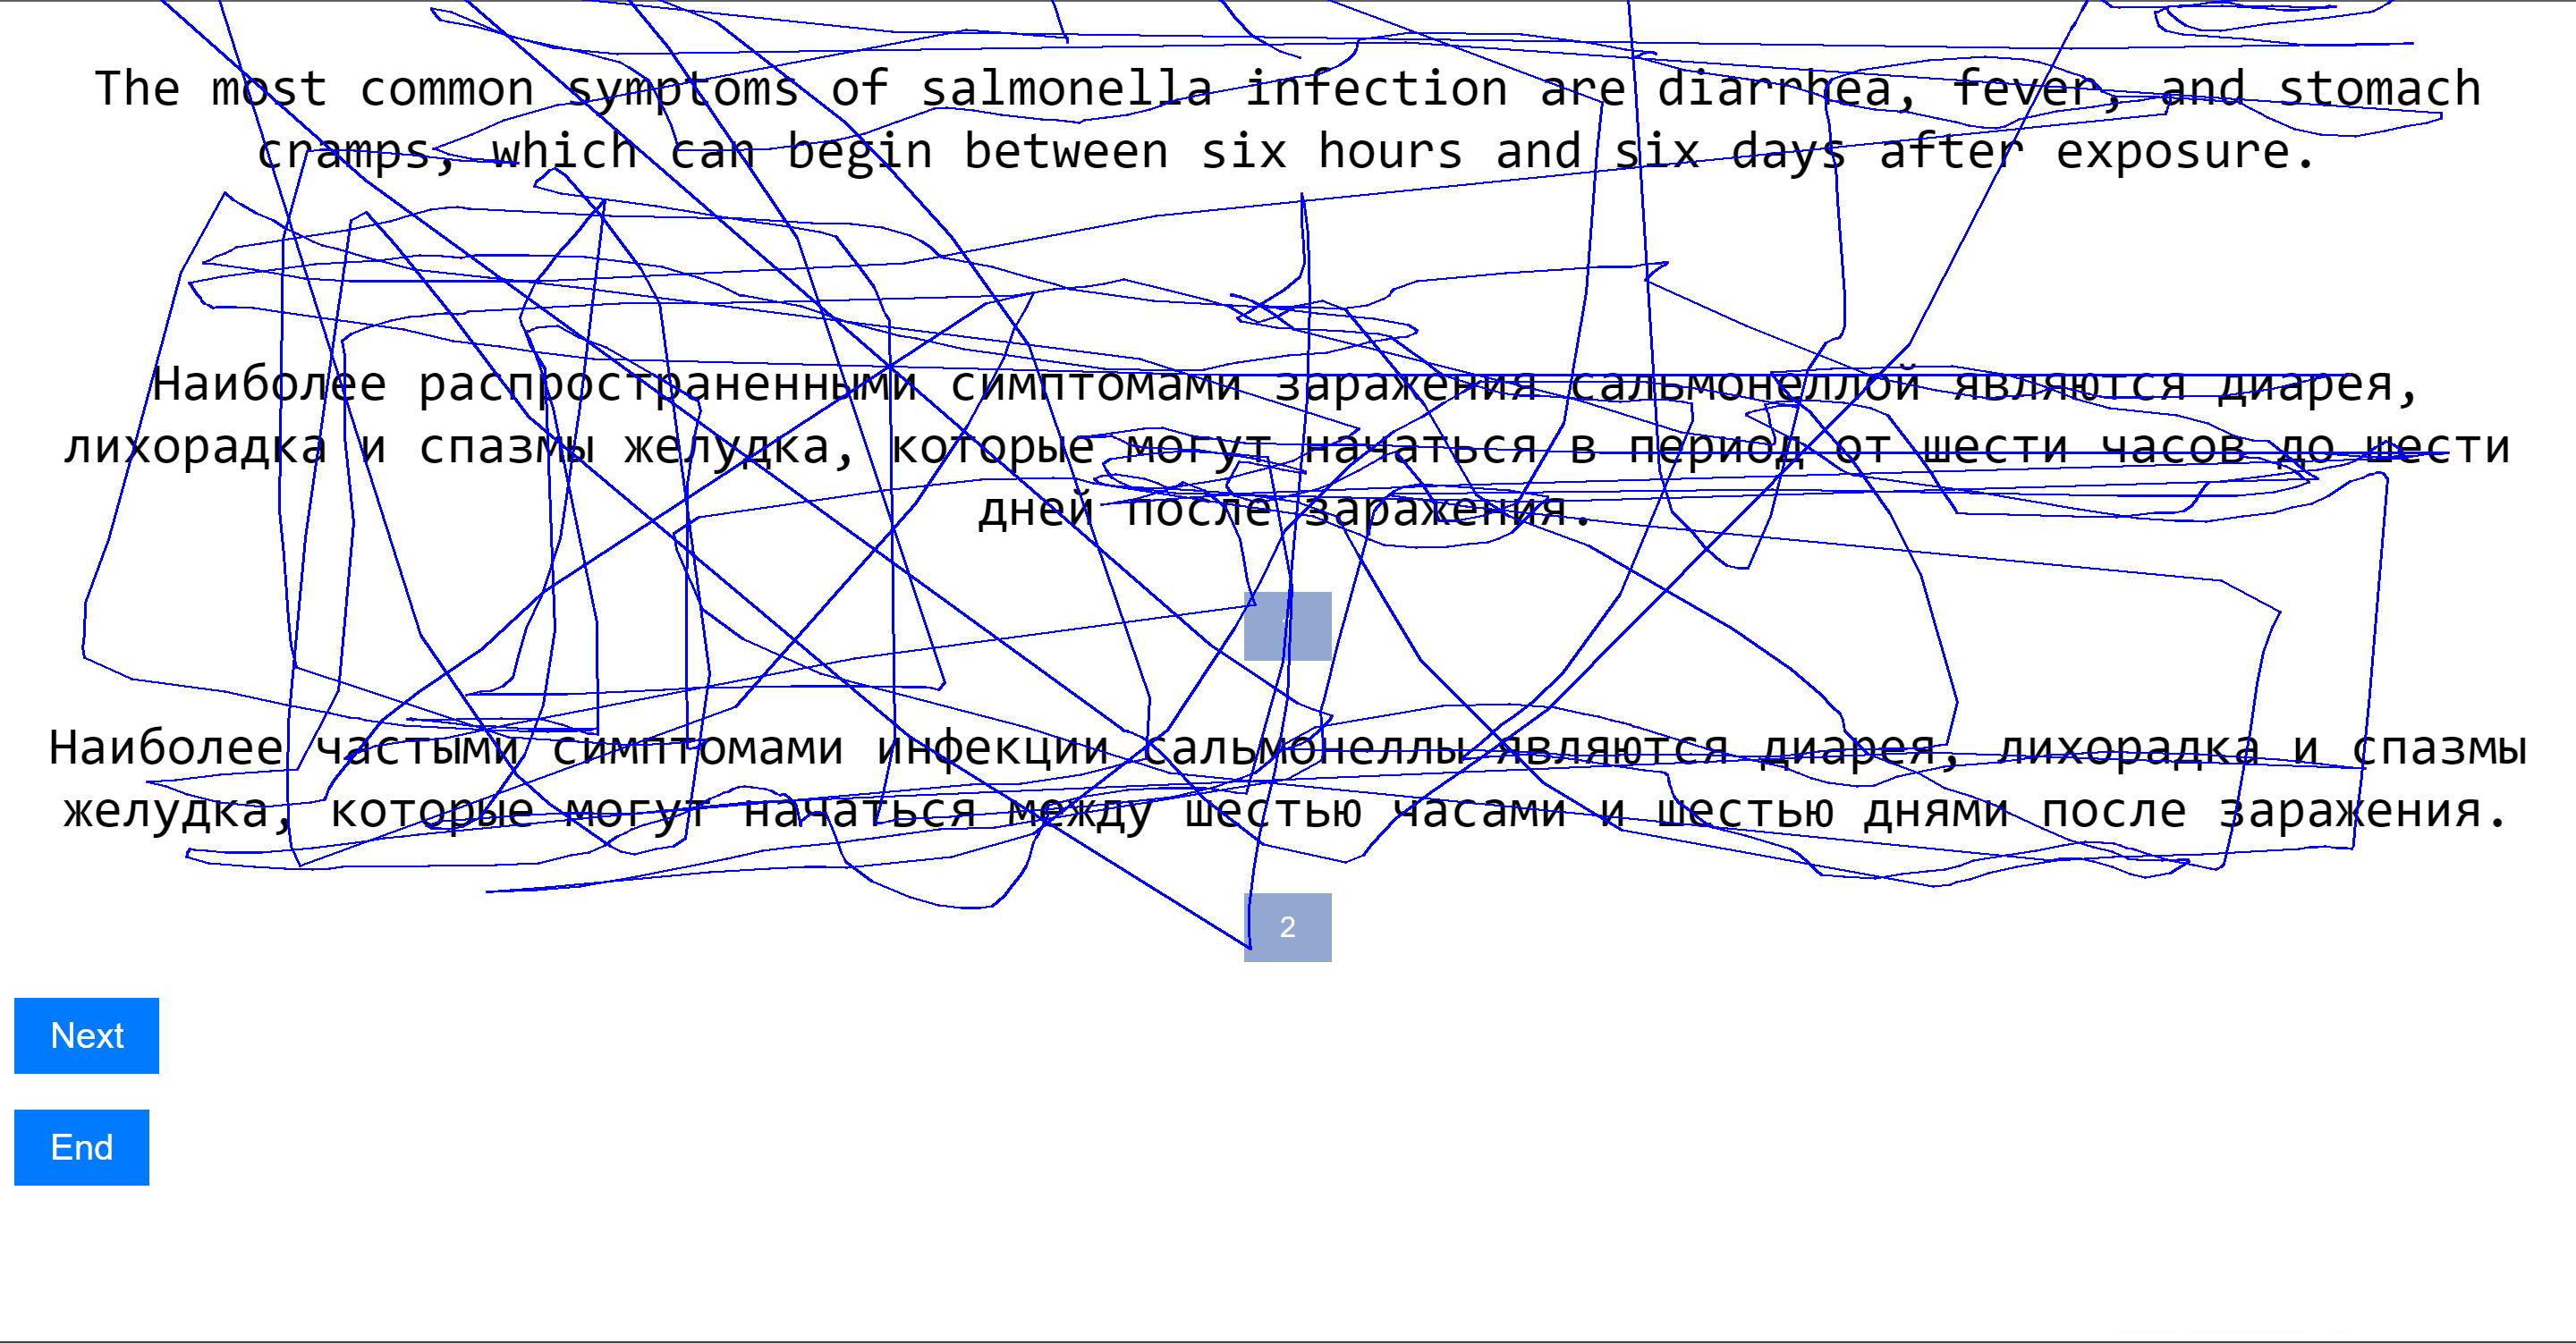 The most common symptoms of salmonella infection are diarrhea, fever, and stomach
cramps, which can begin between six hours and six days after exposure.
Наиболее распространенными симптомами заражения сальмонеллой являются диарея,
лихорадка и спазмы желудка, которые могут начаться в период от шести часов до шести
дней после заражения.
Наиболее частыми симптомами инфекции сальмонеллы являются диарея, лихорадка и спазмы
желудка, которые могут начаться между шестью часами и шестью днями после заражения.
2
Next
End